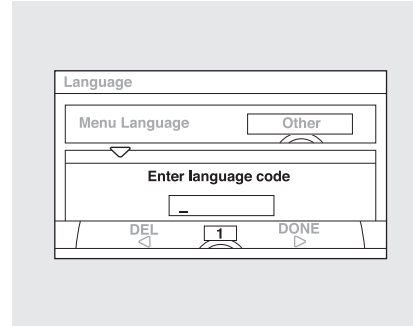 Language
Menu Language Other
Enter language code
_
DEL 1 DONE